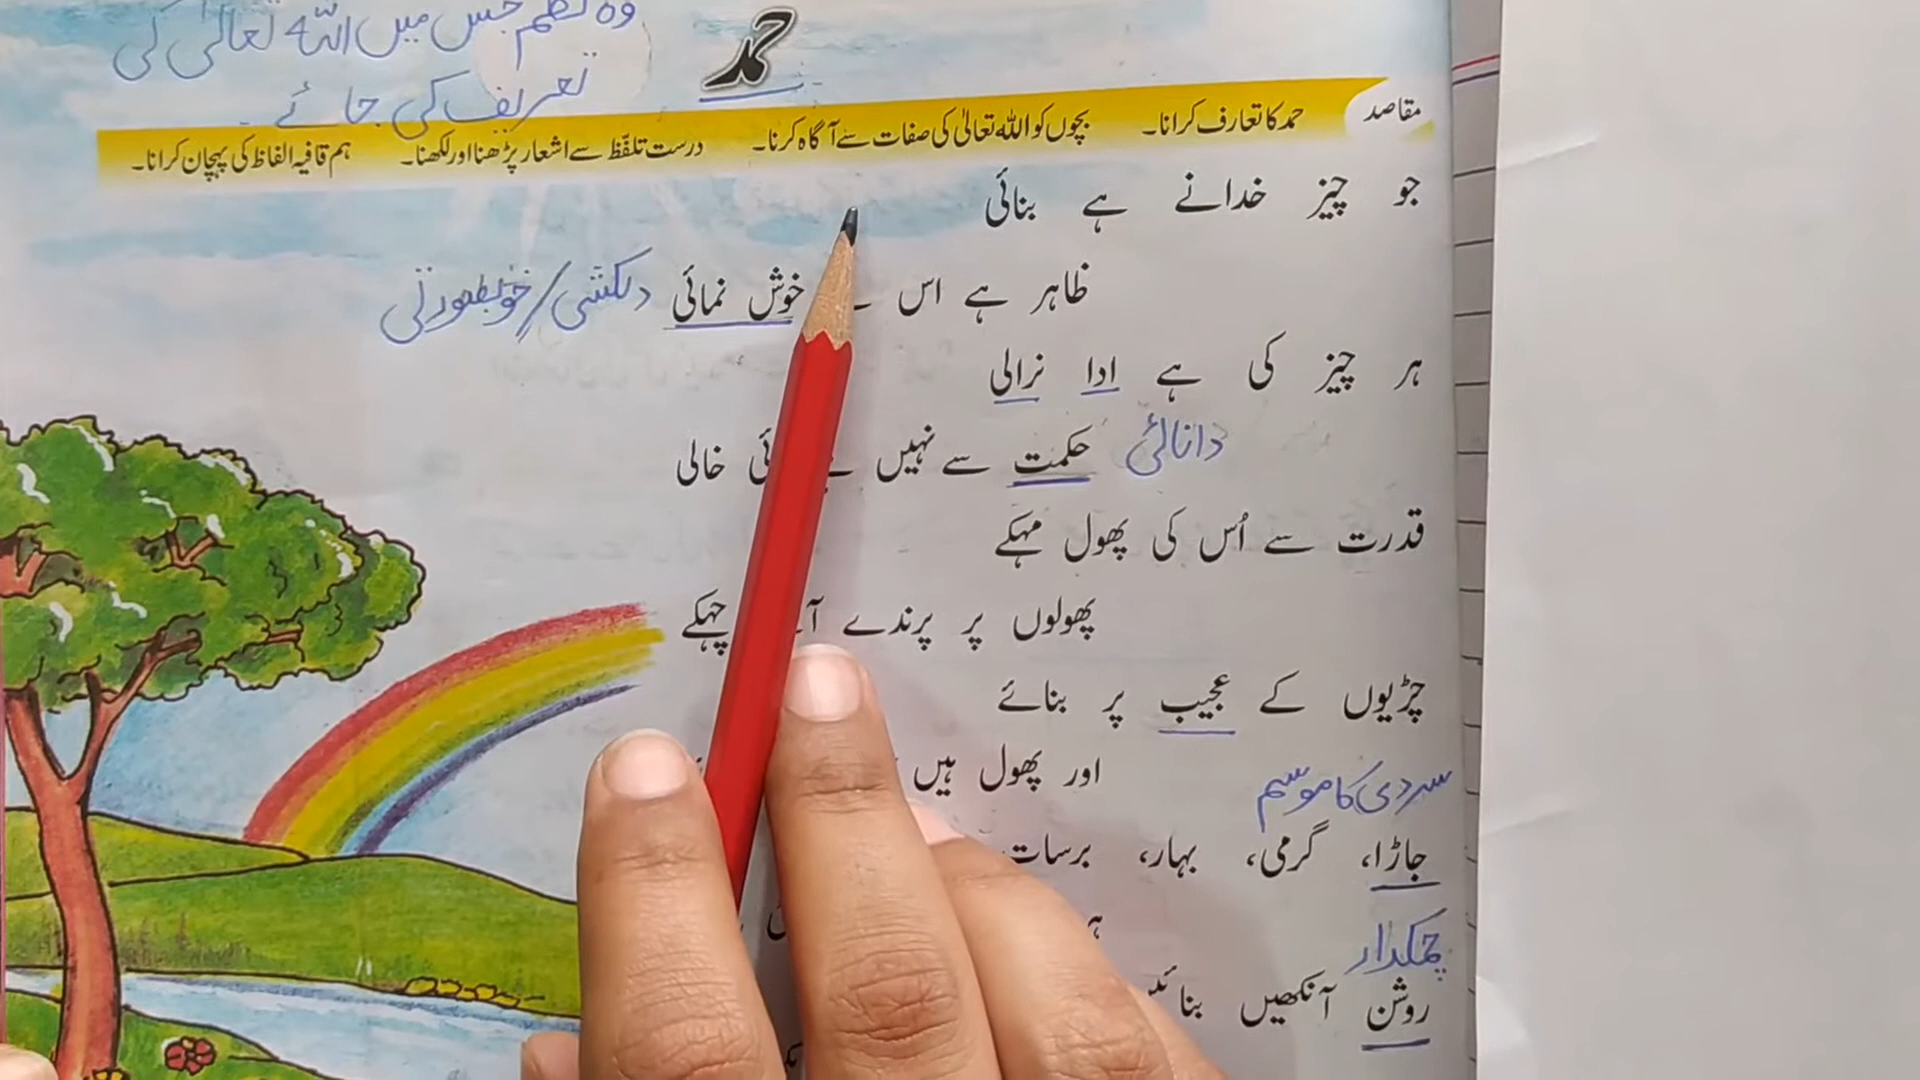 وہ نظم جس میں اللہ تعالیٰ کی
تعریف کی جائے ۔
حمد
مقاصد
حمد کا تعارف کرانا۔ بچوں کو اللہ تعالیٰ کی صفات سے آگاہ کرنا۔ درست تلفّظ سے اشعار پڑھنا اور لکھنا۔ ہم قافیہ الفاظ کی پہچان کرانا۔
جو چیز خدا نے ہے بنائی
ظاہر ہے اس خوش نمائی
دلکشی/خوبصورتی
ہر چیز کی ہے ادا نرالی
دانائی
حکمت سے نہیں خالی
قدرت سے اُس کی پھول مہکے
پھولوں پر پرندے چہکے
چڑیوں کے عجیب پر بنائے
اور پھول ہیں
سردی کا موسم
جاڑا، گرمی، بہار، برسات
چمکدار
روشن آنکھیں